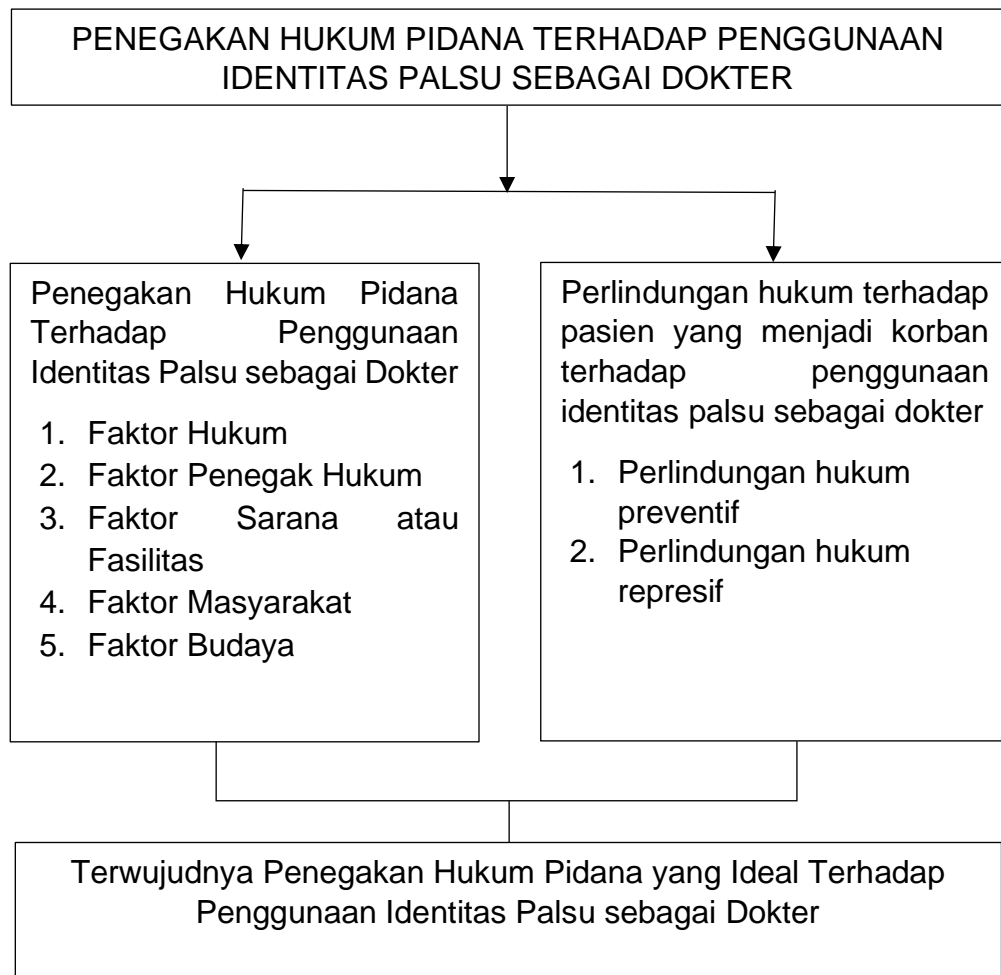 PENEGAKAN HUKUM PIDANA TERHADAP PENGGUNAAN
IDENTITAS PALSU SEBAGAI DOKTER
Penegakan Hukum Pidana
Terhadap Penggunaan
Identitas Palsu sebagai Dokter
1. Faktor Hukum
2. Faktor Penegak Hukum
3. Faktor Sarana atau
Fasilitas
4. Faktor Masyarakat
5. Faktor Budaya
Perlindungan hukum terhadap
pasien yang menjadi korban
terhadap penggunaan
identitas palsu sebagai dokter
1. Perlindungan hukum
preventif
2. Perlindungan hukum
represif
Terwujudnya Penegakan Hukum Pidana yang Ideal Terhadap
Penggunaan Identitas Palsu sebagai Dokter